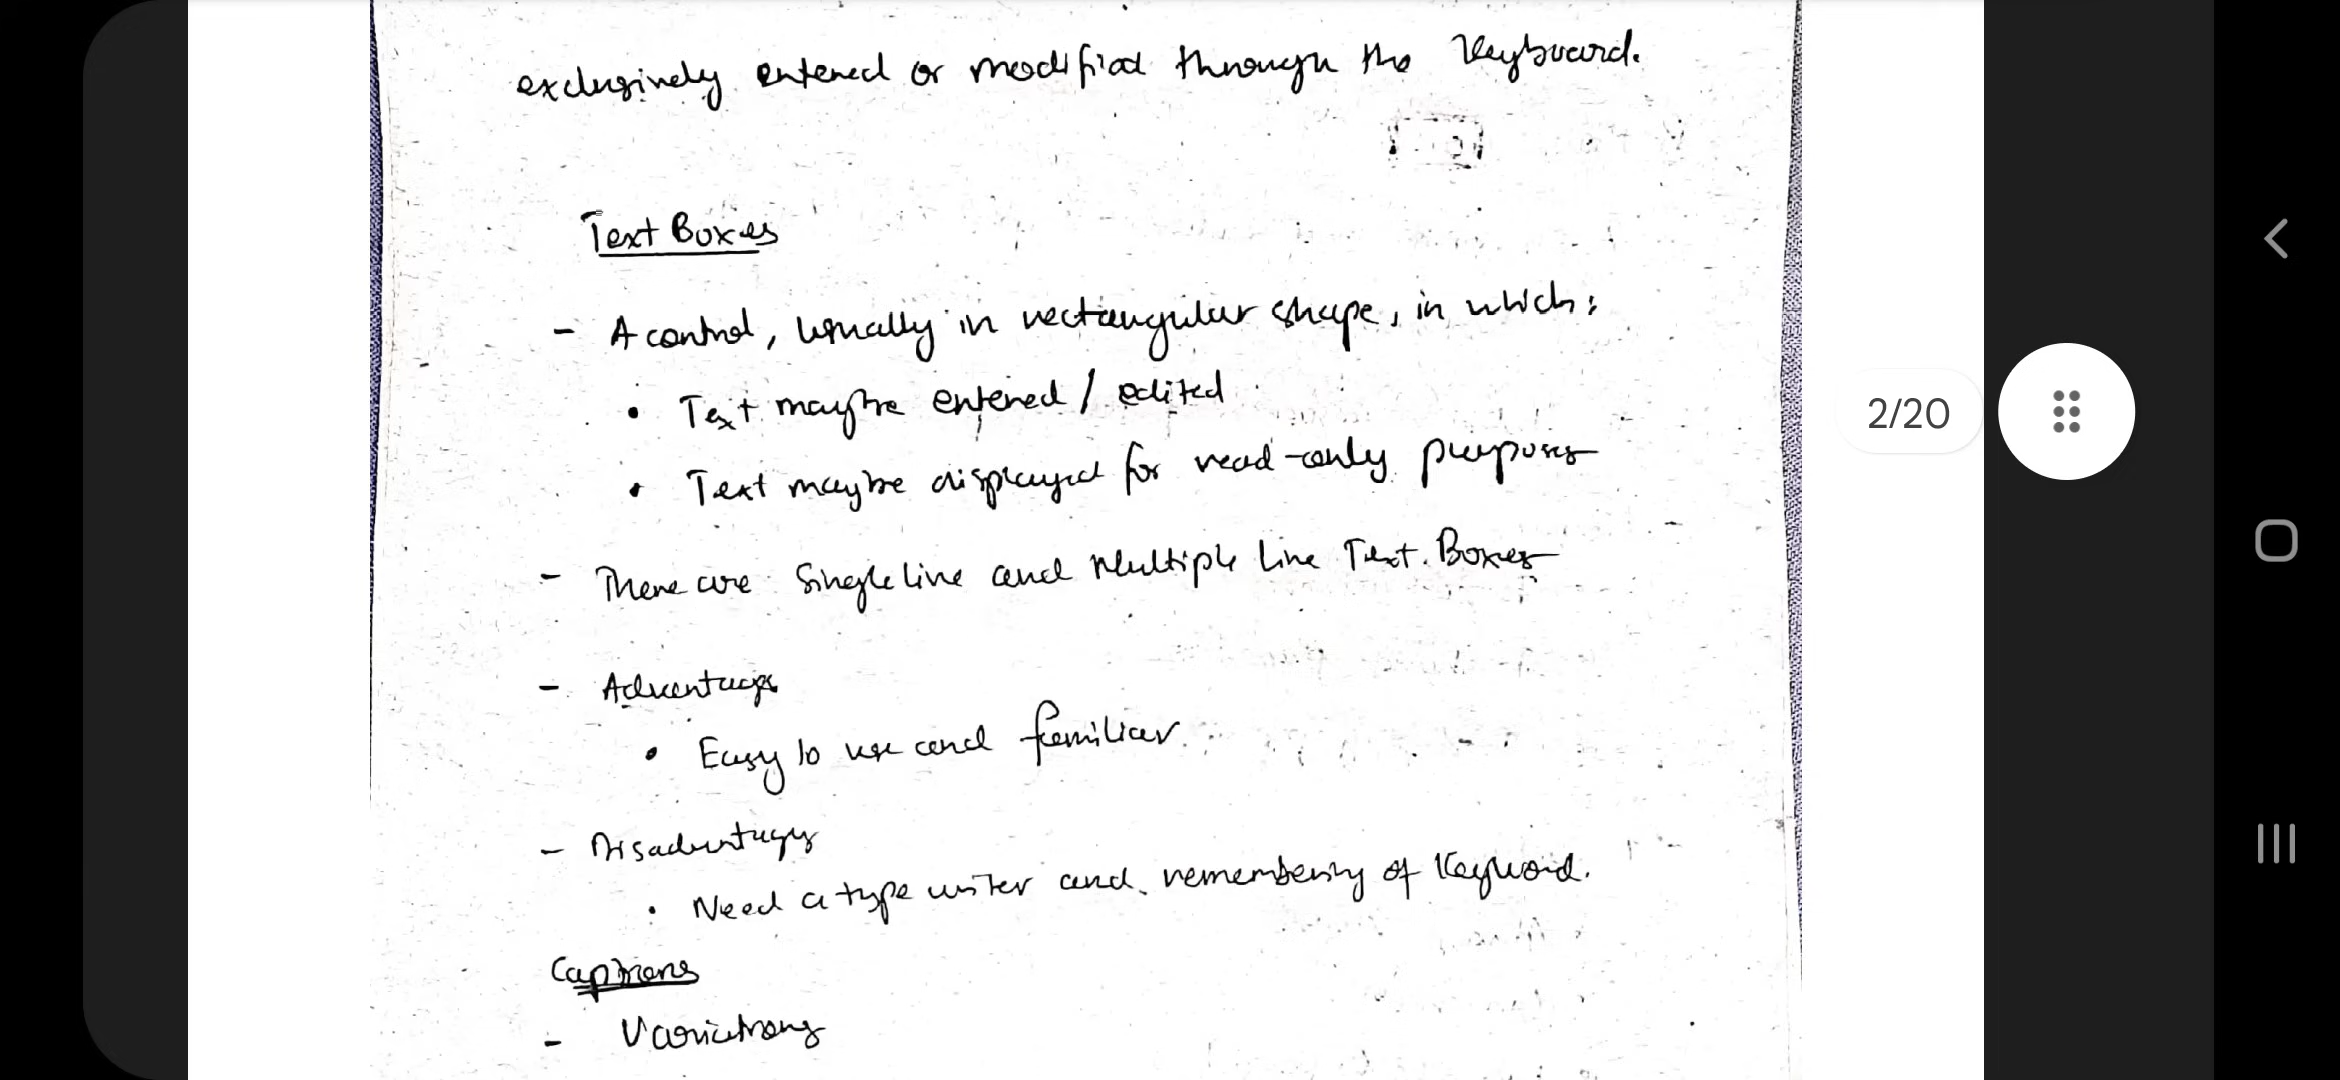 exclusively entered or modified through the Keyboard.
Text Boxes
- A control, usually in rectangular shape, in which:
• Text maybe entered / edited
• Text maybe displayed for read-only purposes
- There are Single line and Multiple Line Text Boxes
- Advantage
• Easy to use and familiar
2/20
- Disadvantages
• Need a type writer and remembering of Keyword.
Captions
- Variations